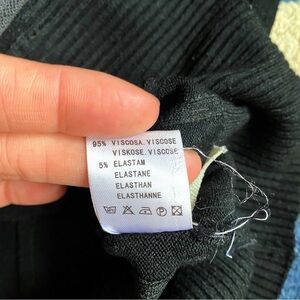 95% VISCOSA. VISCOSE
VISKOSE. VISCOSE
5% ELASTAM
ELASTANE
ELASTHAN
ELASTHANNE